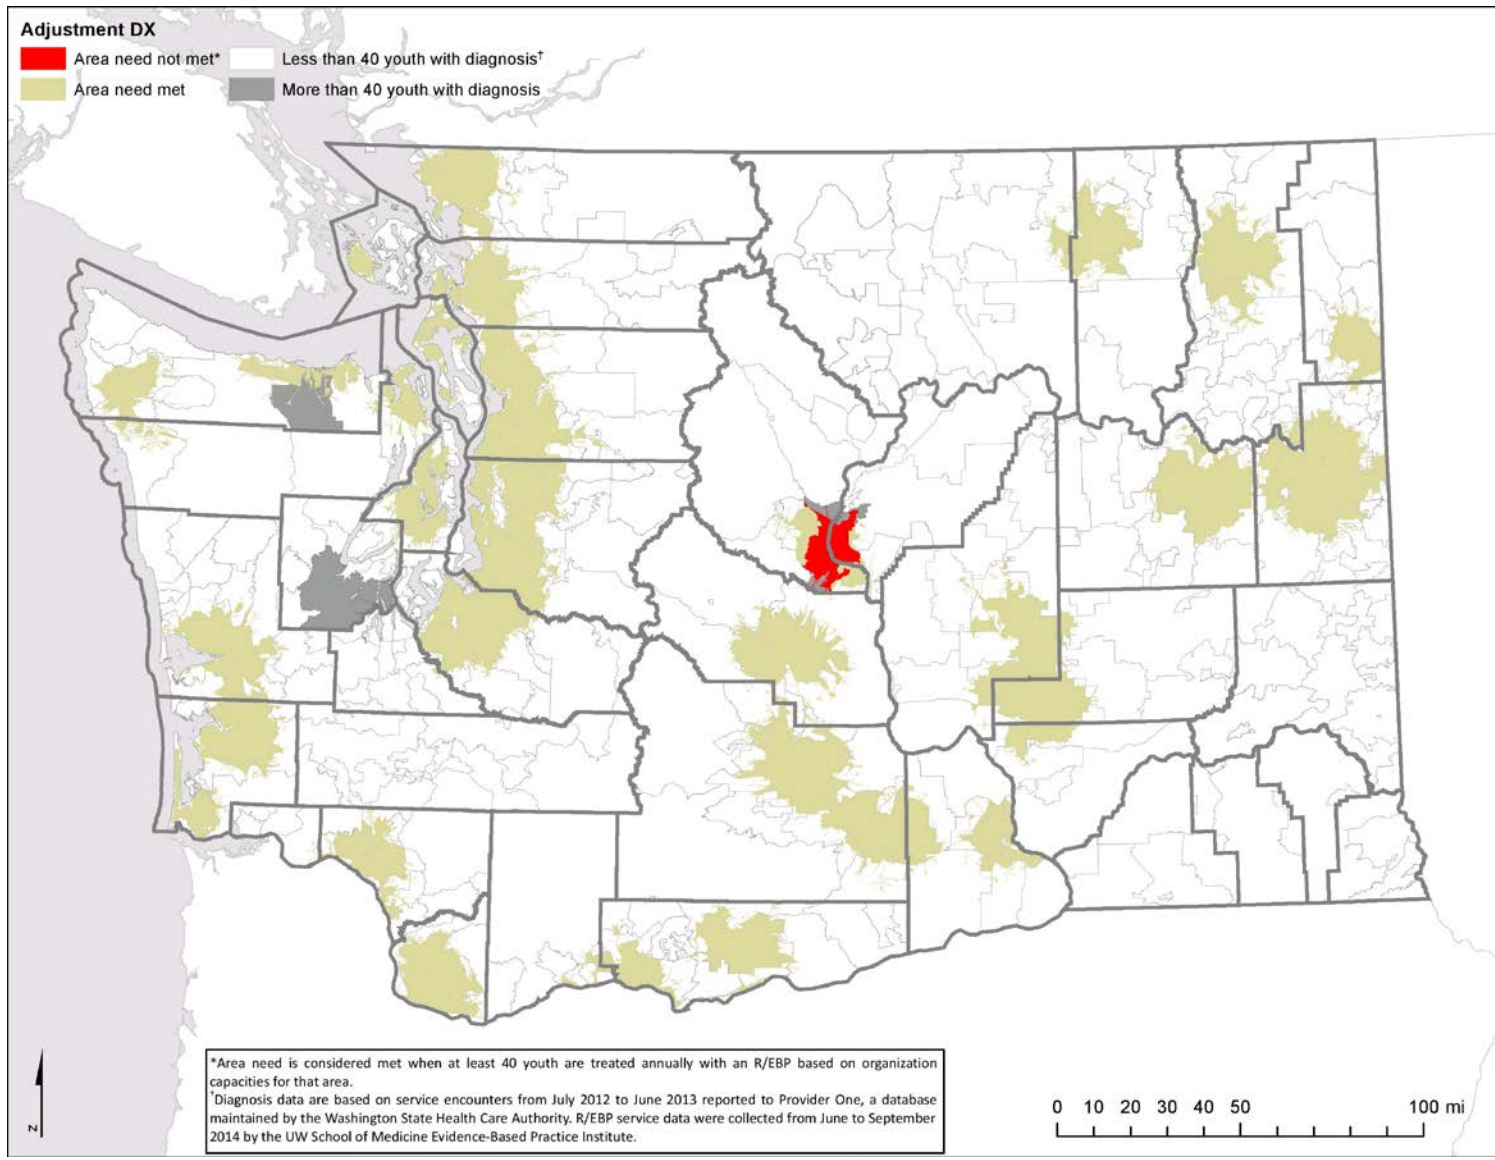 Adjustment DX
Area need not met*
Less than 40 youth with diagnosis†
Area need met
More than 40 youth with diagnosis
*Area need is considered met when at least 40 youth are treated annually with an R/EBP based on organization
capacities for that area.
†Diagnosis data are based on service encounters from July 2012 to June 2013 reported to Provider One, a database
maintained by the Washington State Health Care Authority. R/EBP service data were collected from June to September
2014 by the UW School of Medicine Evidence-Based Practice Institute.
N
0 10 20 30 40 50 100 mi